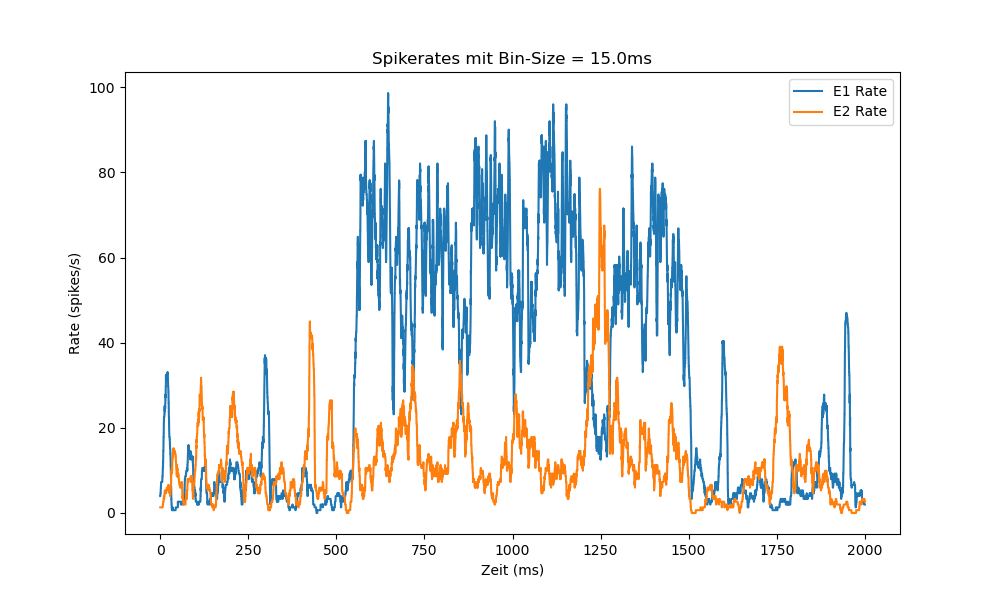 Spikerates mit Bin-Size = 15.0ms
E1 Rate
E2 Rate
Rate (spikes/s)
100
80
60
40
20
0
0 250 500 750 1000 1250 1500 1750 2000
Zeit (ms)